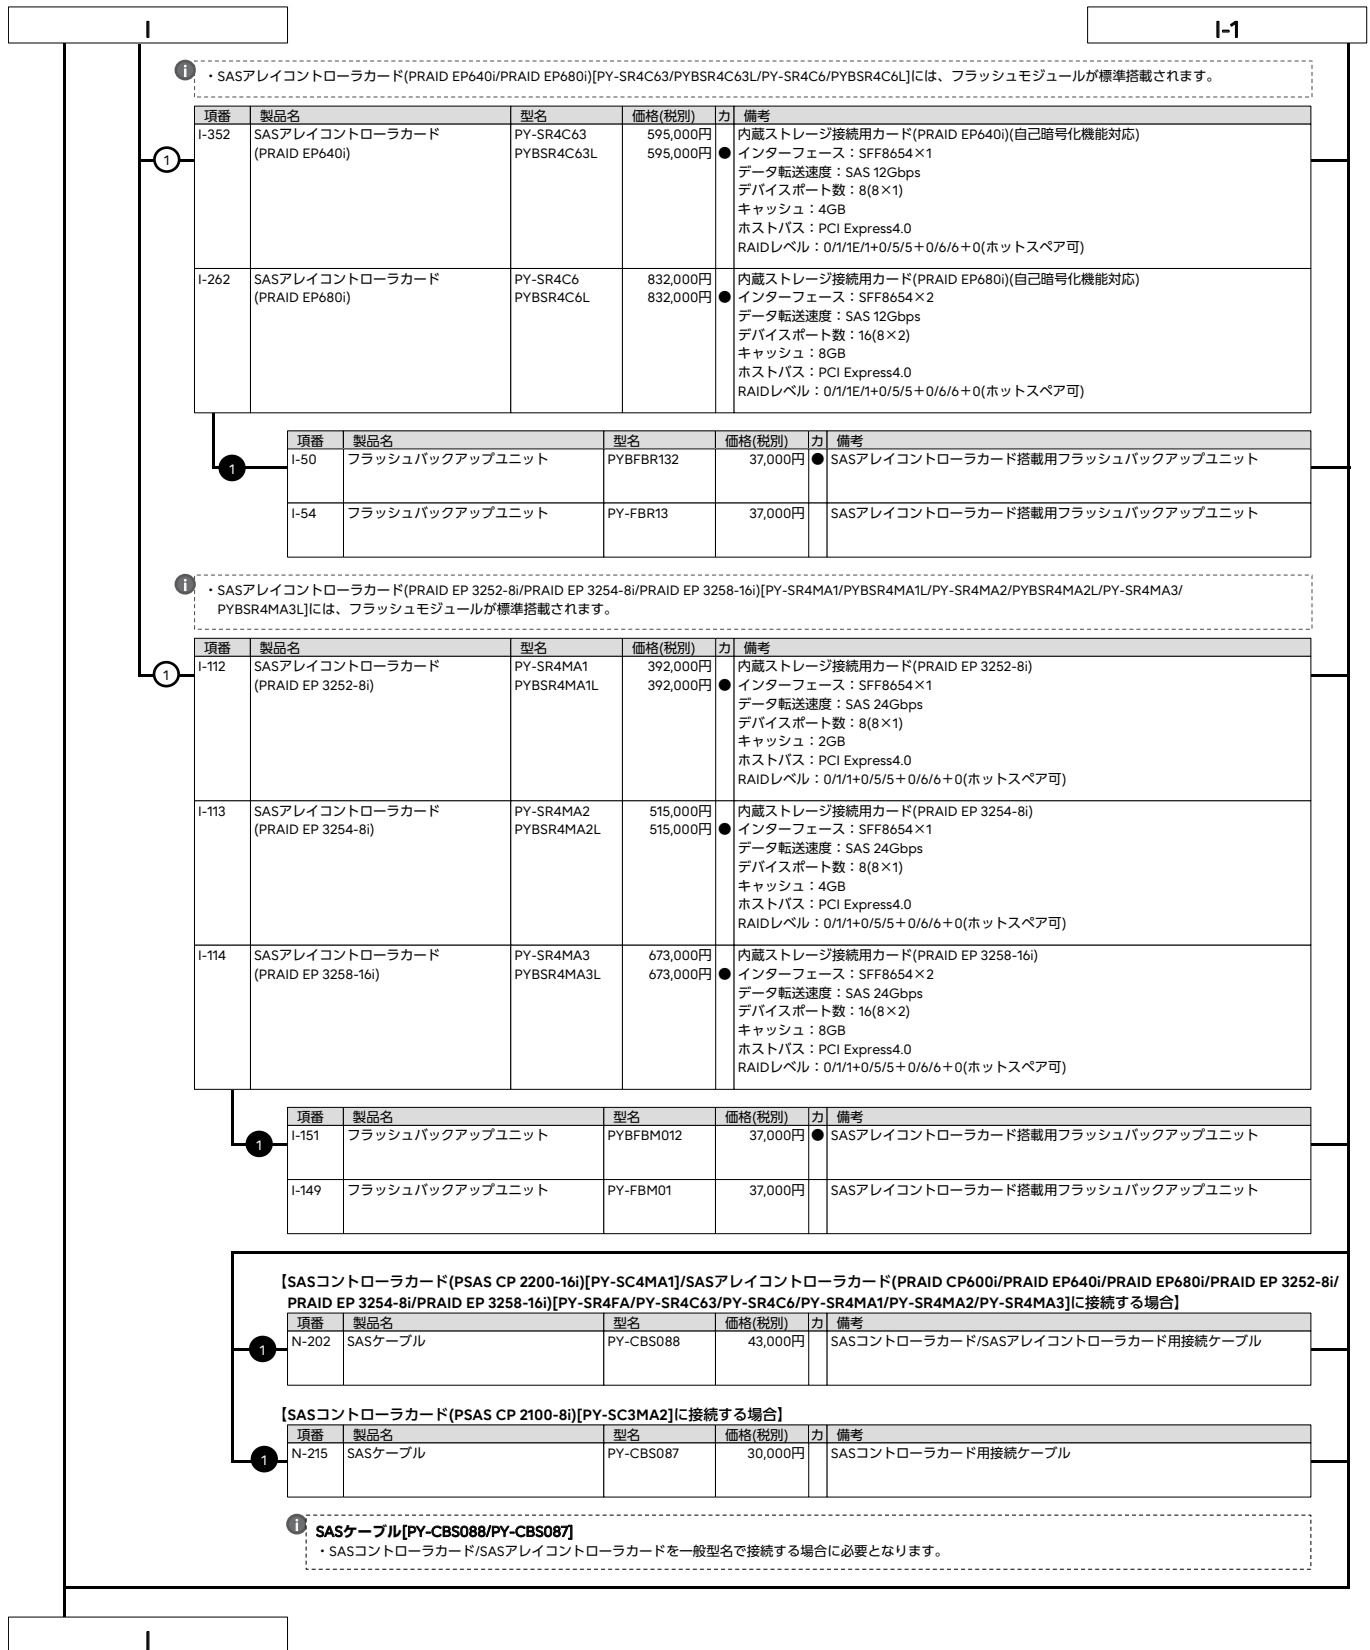 I
I-1
・SASアレイコントローラカード(PRAID EP640i/PRAID EP680i)[PY-SR4C63/PYBSR4C63L/PY-SR4C6/PYBSR4C6L]には、フラッシュモジュールが標準搭載されます。
項番 製品名 型名 価格(税別) カ 備考
I-352 SASアレイコントローラカード PY-SR4C63 595,000円 内蔵ストレージ接続用カード(PRAID EP640i)(自己暗号化機能対応)
1 (PRAID EP640i) PYBSR4C63L 595,000円 ● インターフェース：SFF8654×1
データ転送速度：SAS 12Gbps
デバイスポート数：8(8×1)
キャッシュ：4GB
ホストバス：PCI Express4.0
RAIDレベル：0/1/1E/1+0/5/5＋0/6/6＋0(ホットスペア可)
I-262 SASアレイコントローラカード PY-SR4C6 832,000円 内蔵ストレージ接続用カード(PRAID EP680i)(自己暗号化機能対応)
(PRAID EP680i) PYBSR4C6L 832,000円 ● インターフェース：SFF8654×2
データ転送速度：SAS 12Gbps
デバイスポート数：16(8×2)
キャッシュ：8GB
ホストバス：PCI Express4.0
RAIDレベル：0/1/1E/1+0/5/5＋0/6/6＋0(ホットスペア可)
項番 製品名 型名 価格(税別) カ 備考
1 I-50 フラッシュバックアップユニット PYBFBR132 37,000円 ● SASアレイコントローラカード搭載用フラッシュバックアップユニット
I-54 フラッシュバックアップユニット PY-FBR13 37,000円 SASアレイコントローラカード搭載用フラッシュバックアップユニット
・SASアレイコントローラカード(PRAID EP 3252-8i/PRAID EP 3254-8i/PRAID EP 3258-16i)[PY-SR4MA1/PYBSR4MA1L/PY-SR4MA2/PYBSR4MA2L/PY-SR4MA3/
PYBSR4MA3L]には、フラッシュモジュールが標準搭載されます。
項番 製品名 型名 価格(税別) カ 備考
I-112 SASアレイコントローラカード PY-SR4MA1 392,000円 内蔵ストレージ接続用カード(PRAID EP 3252-8i)
1 (PRAID EP 3252-8i) PYBSR4MA1L 392,000円 ● インターフェース：SFF8654×1
データ転送速度：SAS 24Gbps
デバイスポート数：8(8×1)
キャッシュ：2GB
ホストバス：PCI Express4.0
RAIDレベル：0/1/1+0/5/5＋0/6/6＋0(ホットスペア可)
I-113 SASアレイコントローラカード PY-SR4MA2 515,000円 内蔵ストレージ接続用カード(PRAID EP 3254-8i)
(PRAID EP 3254-8i) PYBSR4MA2L 515,000円 ● インターフェース：SFF8654×1
データ転送速度：SAS 24Gbps
デバイスポート数：8(8×1)
キャッシュ：4GB
ホストバス：PCI Express4.0
RAIDレベル：0/1/1+0/5/5＋0/6/6＋0(ホットスペア可)
I-114 SASアレイコントローラカード PY-SR4MA3 673,000円 内蔵ストレージ接続用カード(PRAID EP 3258-16i)
(PRAID EP 3258-16i) PYBSR4MA3L 673,000円 ● インターフェース：SFF8654×2
データ転送速度：SAS 24Gbps
デバイスポート数：16(8×2)
キャッシュ：8GB
ホストバス：PCI Express4.0
RAIDレベル：0/1/1+0/5/5＋0/6/6＋0(ホットスペア可)
項番 製品名 型名 価格(税別) カ 備考
1 I-151 フラッシュバックアップユニット PYBFBM012 37,000円 ● SASアレイコントローラカード搭載用フラッシュバックアップユニット
I-149 フラッシュバックアップユニット PY-FBM01 37,000円 SASアレイコントローラカード搭載用フラッシュバックアップユニット
【SASコントローラカード(PSAS CP 2200-16i)[PY-SC4MA1]/SASアレイコントローラカード(PRAID CP600i/PRAID EP640i/PRAID EP680i/PRAID EP 3252-8i/
PRAID EP 3254-8i/PRAID EP 3258-16i)[PY-SR4FA/PY-SR4C63/PY-SR4C6/PY-SR4MA1/PY-SR4MA2/PY-SR4MA3]に接続する場合】
項番 製品名 型名 価格(税別) カ 備考
1 N-202 SASケーブル PY-CBS088 43,000円 SASコントローラカード/SASアレイコントローラカード用接続ケーブル
【SASコントローラカード(PSAS CP 2100-8i)[PY-SC3MA2]に接続する場合】
項番 製品名 型名 価格(税別) カ 備考
1 N-215 SASケーブル PY-CBS087 30,000円 SASコントローラカード用接続ケーブル
SASケーブル[PY-CBS088/PY-CBS087]
・SASコントローラカード/SASアレイコントローラカードを一般型名で接続する場合に必要となります。
I